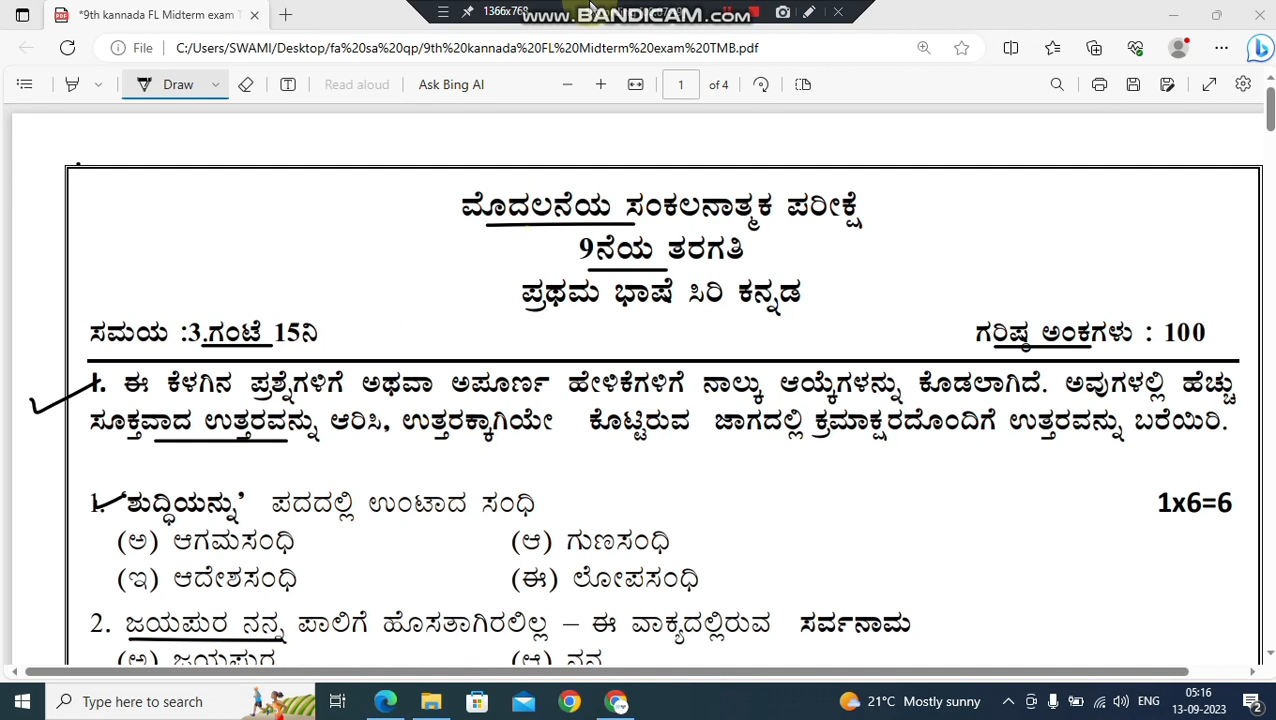 *9th kannada FL Midterm exam T
1366x768
www.BANDICAM.com
File
C:/Users/SWAMI/Desktop/fa%20sa%20qp/9th%20kannada%20FL%20Midterm%20exam%20TMB.pdf
Draw
Read aloud
Ask Bing AI
1 of 4
ಮೊದಲನೆಯ ಸಂಕಲನಾತ್ಮಕ ಪರೀಕ್ಷೆ
9ನೆಯ ತರಗತಿ
ಪ್ರಥಮ ಭಾಷೆ ಸಿರಿ ಕನ್ನಡ
ಸಮಯ :3.ಗಂಟೆ 15ನಿ ಗರಿಷ್ಠ ಅಂಕಗಳು : 100
I. ಈ ಕೆಳಗಿನ ಪ್ರಶ್ನೆಗಳಿಗೆ ಅಥವಾ ಅಪೂರ್ಣ ಹೇಳಿಕೆಗಳಿಗೆ ನಾಲ್ಕು ಆಯ್ಕೆಗಳನ್ನು ಕೊಡಲಾಗಿದೆ. ಅವುಗಳಲ್ಲಿ ಹೆಚ್ಚು
ಸೂಕ್ತವಾದ ಉತ್ತರವನ್ನು ಆರಿಸಿ, ಉತ್ತರಕ್ಕಾಗಿಯೇ ಕೊಟ್ಟಿರುವ ಜಾಗದಲ್ಲಿ ಕ್ರಮಾಕ್ಷರದೊಂದಿಗೆ ಉತ್ತರವನ್ನು ಬರೆಯಿರಿ.
1. ‘ಶುದ್ಧಿಯನ್ನು’ ಪದದಲ್ಲಿ ಉಂಟಾದ ಸಂಧಿ 1x6=6
(ಅ) ಆಗಮಸಂಧಿ (ಆ) ಗುಣಸಂಧಿ
(ಇ) ಆದೇಶಸಂಧಿ (ಈ) ಲೋಪಸಂಧಿ
2. ಜಯಪುರ ನನ್ನ ಪಾಲಿಗೆ ಹೊಸತಾಗಿರಲಿಲ್ಲ – ಈ ವಾಕ್ಯದಲ್ಲಿರುವ ಸರ್ವನಾಮ
(ಅ) ಜಯಪುರ (ಆ) ನನ್ನ
Type here to search
21°C Mostly sunny
ENG
05:16
13-09-2023
2